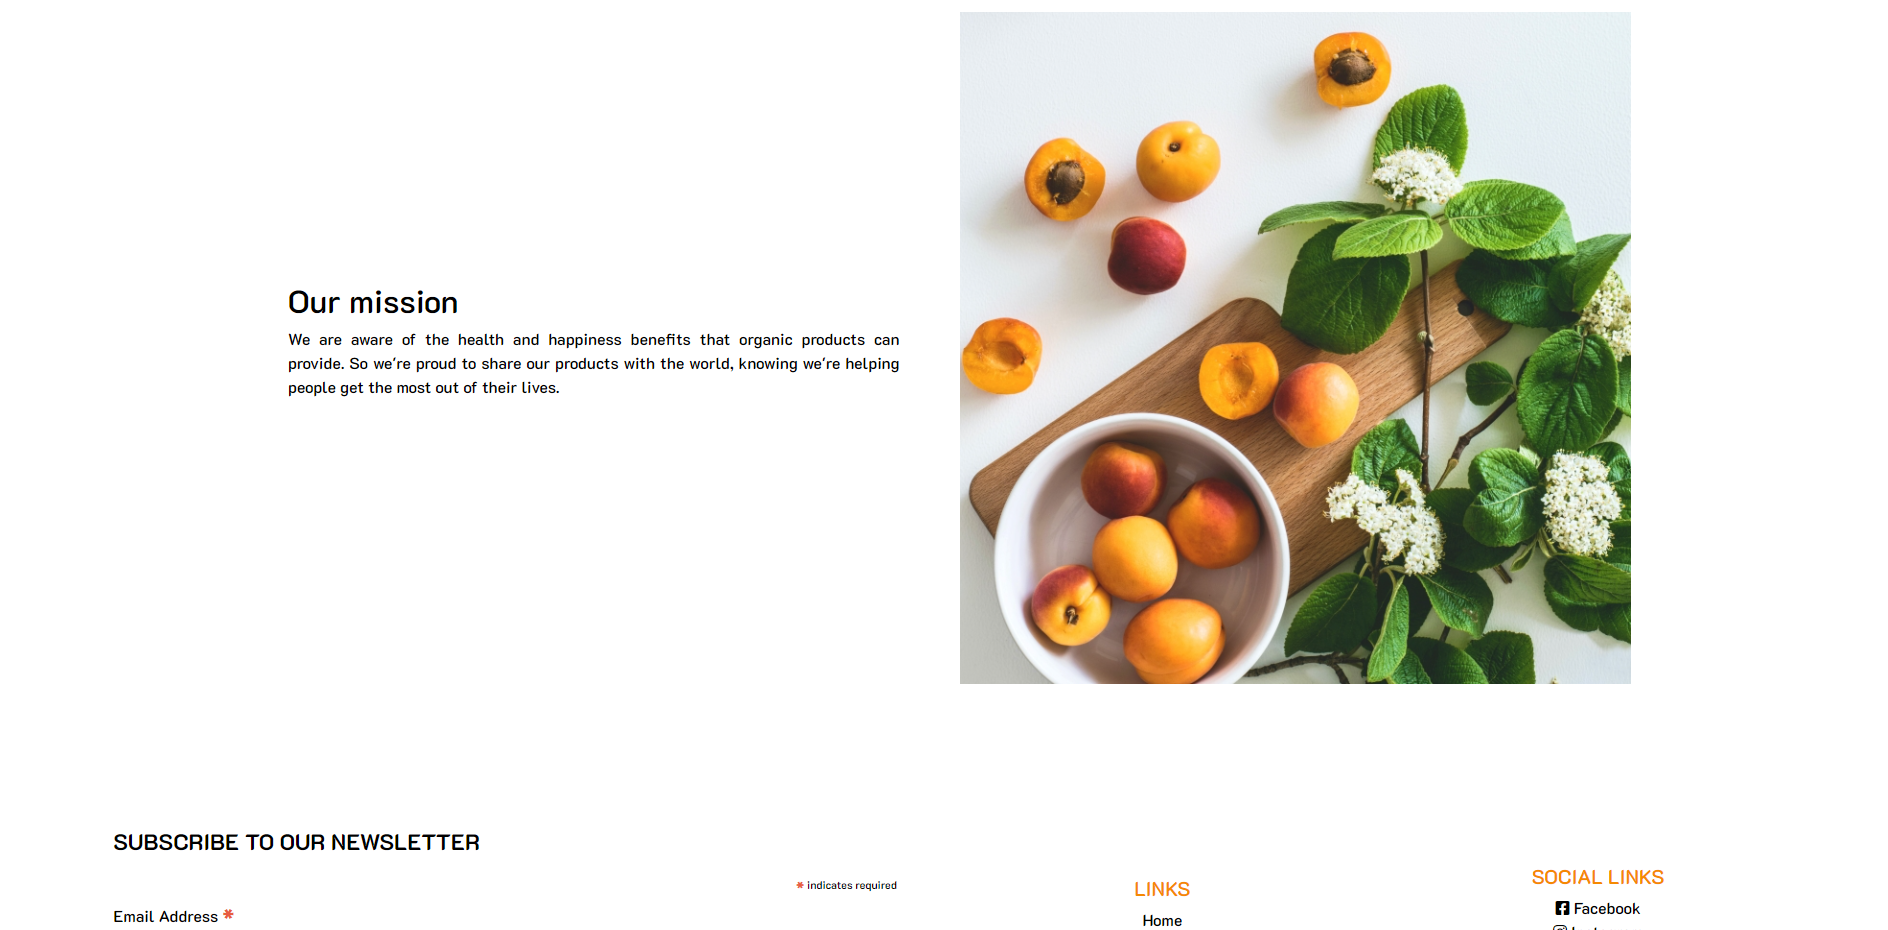 Our mission
We are aware of the health and happiness benefits that organic products can
provide. So we're proud to share our products with the world, knowing we're helping
people get the most out of their lives.
SUBSCRIBE TO OUR NEWSLETTER
* indicates required
Email Address *
LINKS
Home
SOCIAL LINKS
Facebook